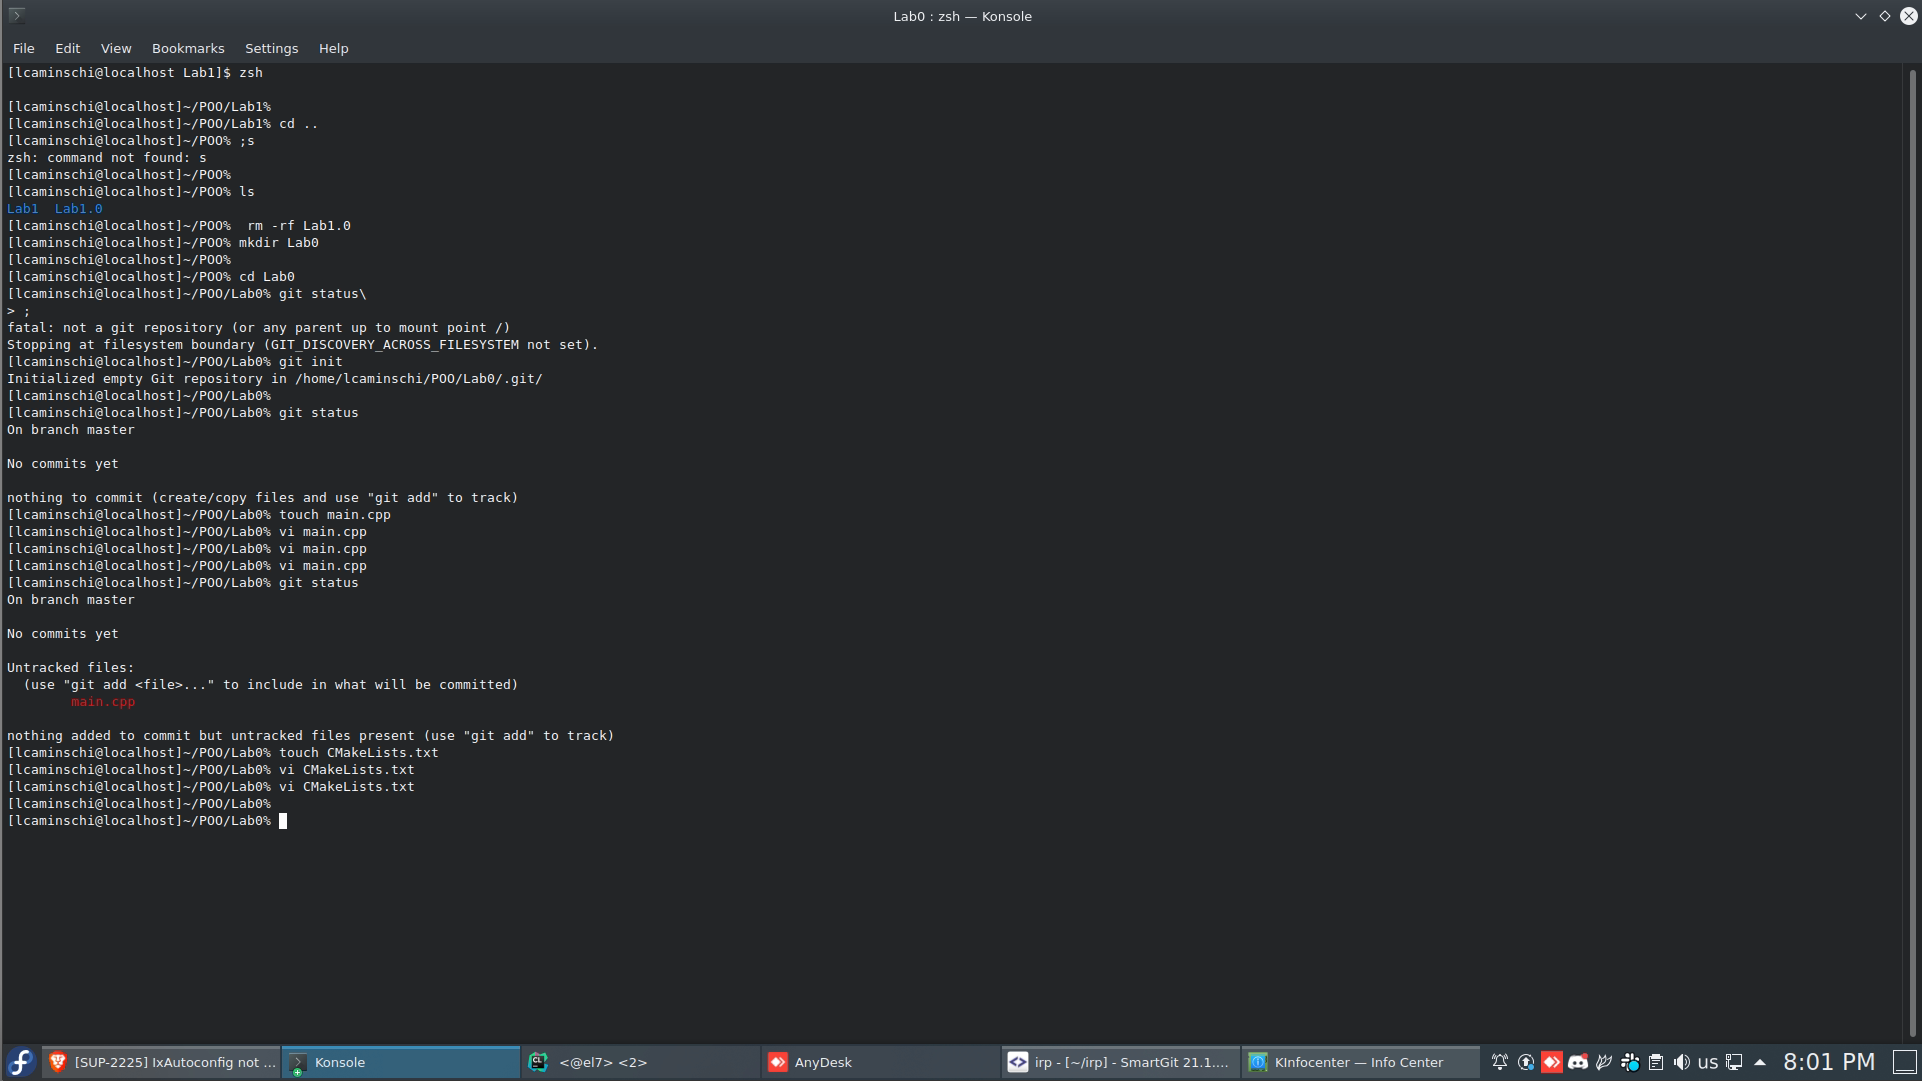 Lab0 : zsh — Konsole
File Edit View Bookmarks Settings Help
[lcaminschi@localhost Lab1]$ zsh
[lcaminschi@localhost]~/POO/Lab1%
[lcaminschi@localhost]~/POO/Lab1% cd ..
[lcaminschi@localhost]~/POO% ;s
zsh: command not found: s
[lcaminschi@localhost]~/POO%
[lcaminschi@localhost]~/POO% ls
Lab1  Lab1.0
[lcaminschi@localhost]~/POO%  rm -rf Lab1.0
[lcaminschi@localhost]~/POO% mkdir Lab0
[lcaminschi@localhost]~/POO%
[lcaminschi@localhost]~/POO% cd Lab0
[lcaminschi@localhost]~/POO/Lab0% git status\
> ;
fatal: not a git repository (or any parent up to mount point /)
Stopping at filesystem boundary (GIT_DISCOVERY_ACROSS_FILESYSTEM not set).
[lcaminschi@localhost]~/POO/Lab0% git init
Initialized empty Git repository in /home/lcaminschi/POO/Lab0/.git/
[lcaminschi@localhost]~/POO/Lab0%
[lcaminschi@localhost]~/POO/Lab0% git status
On branch master
No commits yet
nothing to commit (create/copy files and use "git add" to track)
[lcaminschi@localhost]~/POO/Lab0% touch main.cpp
[lcaminschi@localhost]~/POO/Lab0% vi main.cpp
[lcaminschi@localhost]~/POO/Lab0% vi main.cpp
[lcaminschi@localhost]~/POO/Lab0% vi main.cpp
[lcaminschi@localhost]~/POO/Lab0% git status
On branch master
No commits yet
Untracked files:
  (use "git add <file>..." to include in what will be committed)
        main.cpp
nothing added to commit but untracked files present (use "git add" to track)
[lcaminschi@localhost]~/POO/Lab0% touch CMakeLists.txt
[lcaminschi@localhost]~/POO/Lab0% vi CMakeLists.txt
[lcaminschi@localhost]~/POO/Lab0% vi CMakeLists.txt
[lcaminschi@localhost]~/POO/Lab0%
[lcaminschi@localhost]~/POO/Lab0%
[SUP-2225] IxAutoconfig not ... Konsole CL <@el7> <2> AnyDesk irp - [~/irp] - SmartGit 21.1.... KInfocenter — Info Center us 8:01 PM